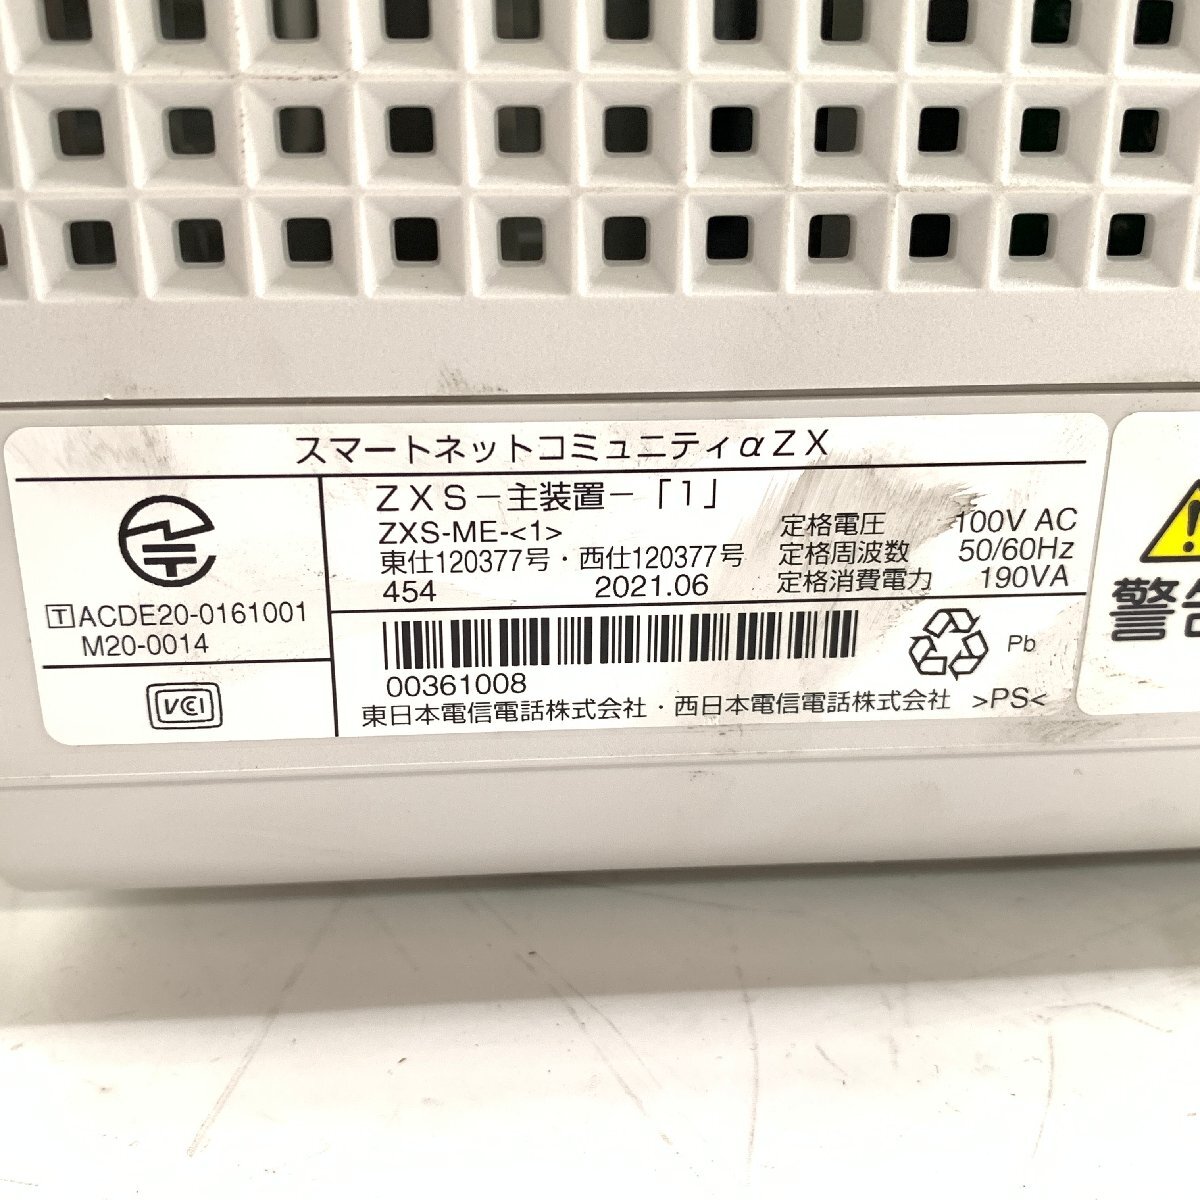 スマートネットコミュニティαZX
ZXS−主装置−「1」
ZXS-ME-<1>
東仕120377号・西仕120377号
454 2021.06
定格電圧 100V AC
定格周波数 50/60Hz
定格消費電力 190VA
T ACDE20-0161001
M20-0014
VCCI
00361008
Pb
東日本電信電話株式会社・西日本電信電話株式会社 >PS<
警告